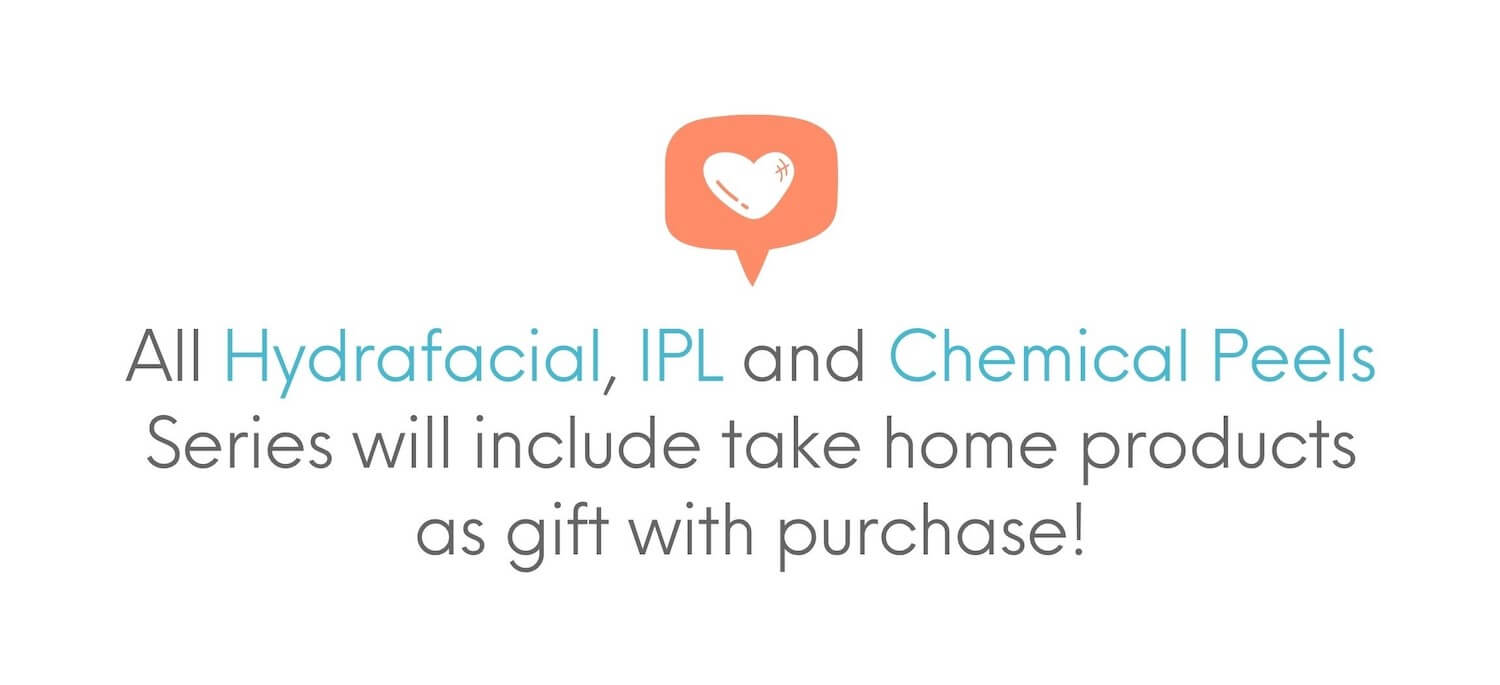 All Hydrafacial, IPL and Chemical Peels
Series will include take home products
as gift with purchase!